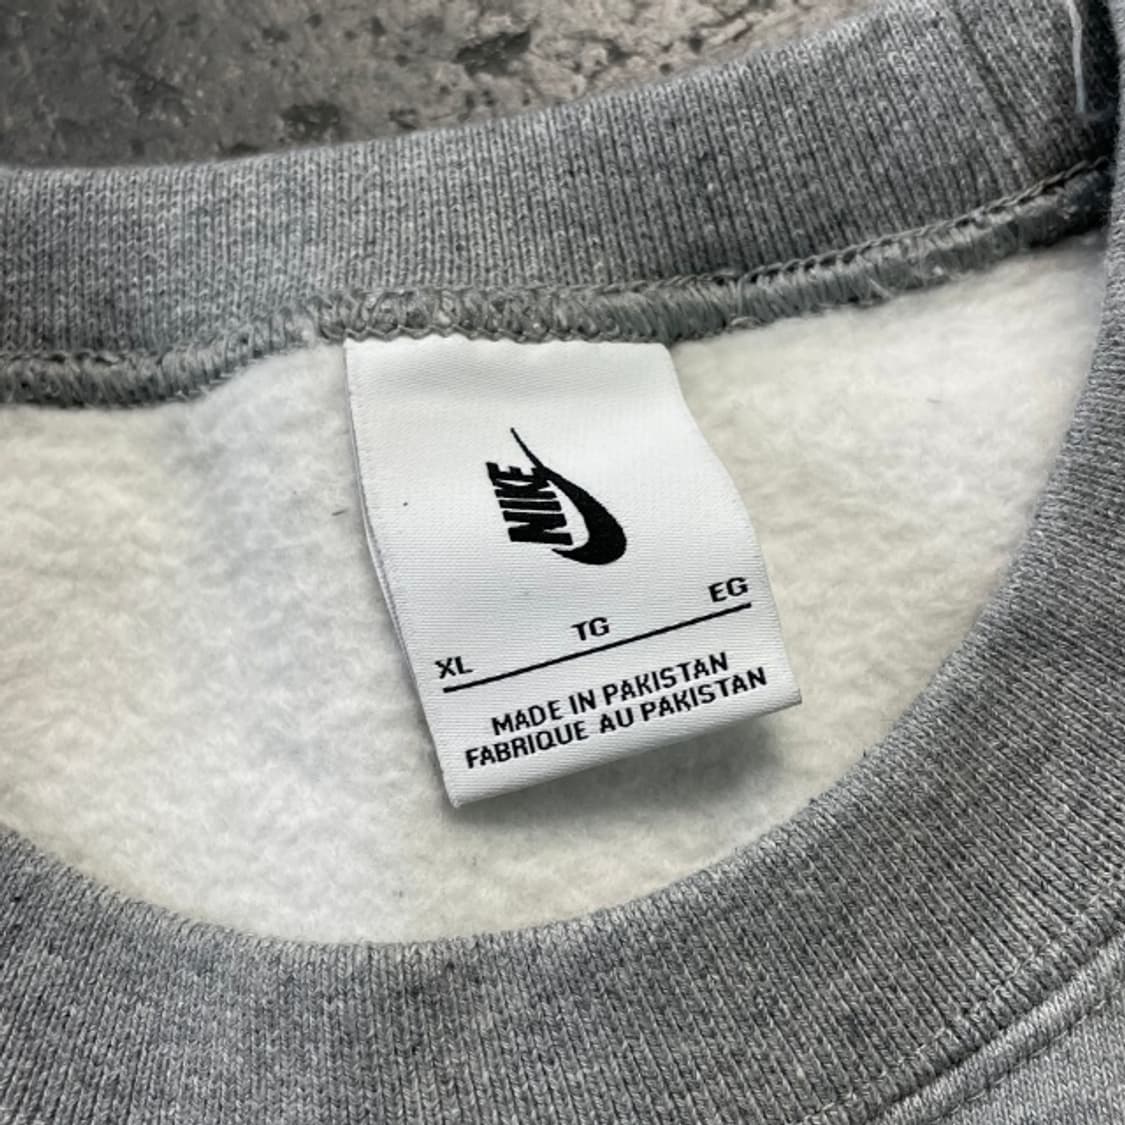 NIKE
XL TG EG
MADE IN PAKISTAN
FABRIQUE AU PAKISTAN